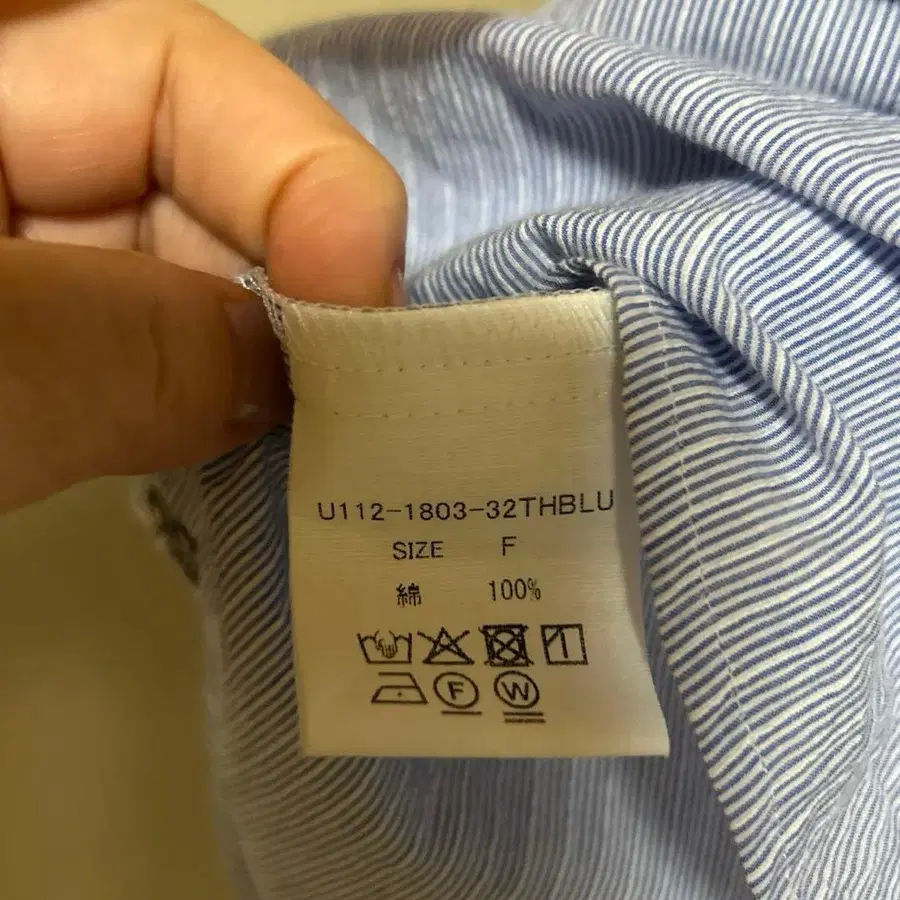 U112-1803-32THBLU
SIZE F
綿 100%
F W